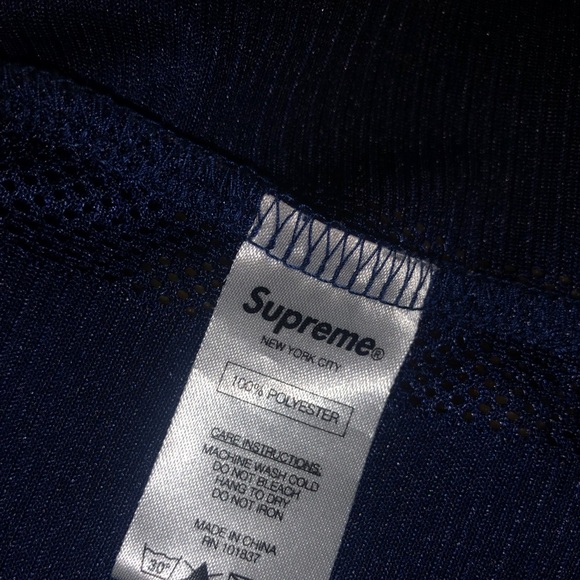 Supreme®
NEW YORK CITY
100% POLYESTER
CARE INSTRUCTIONS:
MACHINE WASH COLD
DO NOT BLEACH
HANG TO DRY
DO NOT IRON
MADE IN CHINA
RN 101837
30°